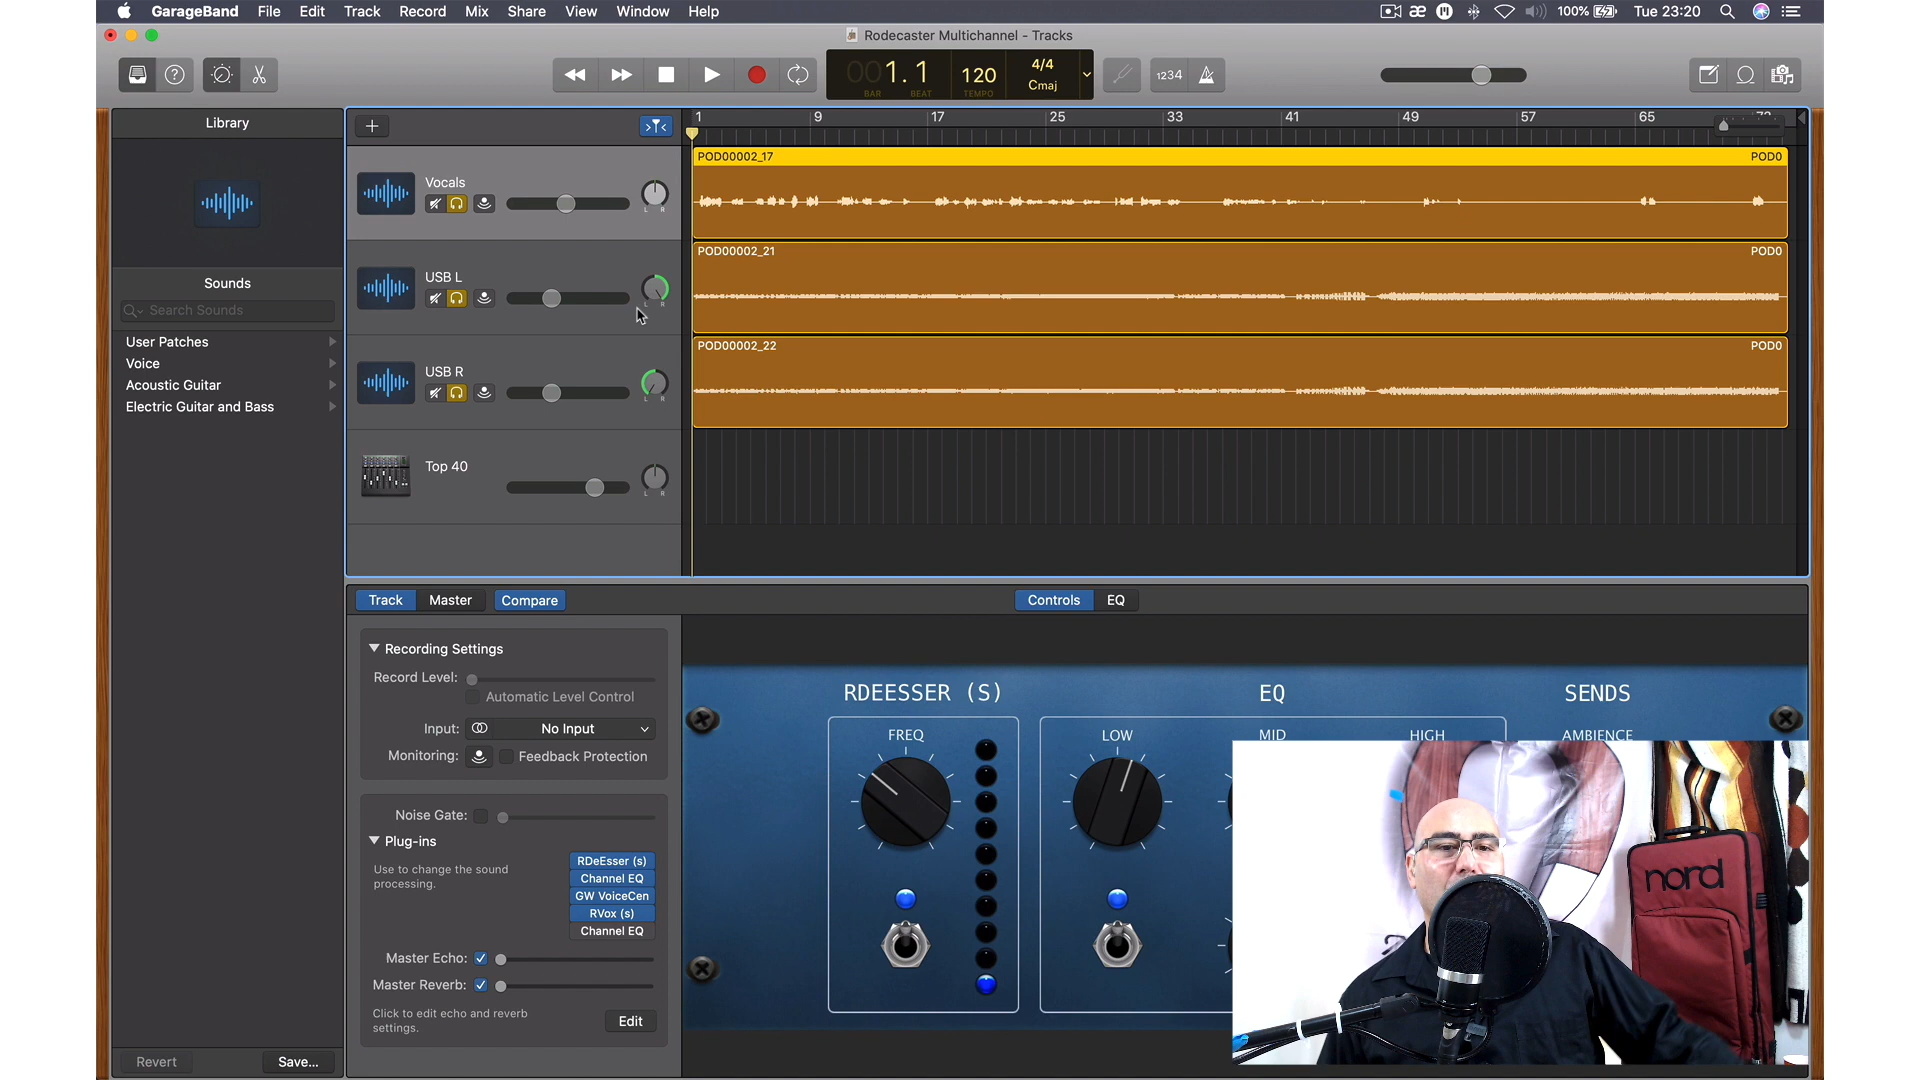 GarageBand File Edit Track Record Mix Share View Window Help
100% Tue 23:20
Rodecaster Multichannel - Tracks
001. 1 120 4/4 Cmaj
BAR BEAT TEMPO
1234
Library
1 9 17 25 33 41 49 57 65
Sounds
Search Sounds
User Patches
Voice
Acoustic Guitar
Electric Guitar and Bass
Vocals
L R
POD00002_17 POD0
USB L
L R
POD00002_21 POD0
USB R
L R
POD00002_22 POD0
Top 40
L R
Track Master Compare Controls EQ
Recording Settings
Record Level:
Automatic Level Control
Input: No Input
Monitoring: Feedback Protection
Noise Gate:
Plug-ins
Use to change the sound
processing.
RDeEsser (s)
Channel EQ
GW VoiceCen
RVox (s)
Channel EQ
Master Echo:
Master Reverb:
Click to edit echo and reverb
settings.
Edit
RDEESSER (S) EQ SENDS
FREQ LOW MID HIGH AMBIENCE
nord
Revert Save...